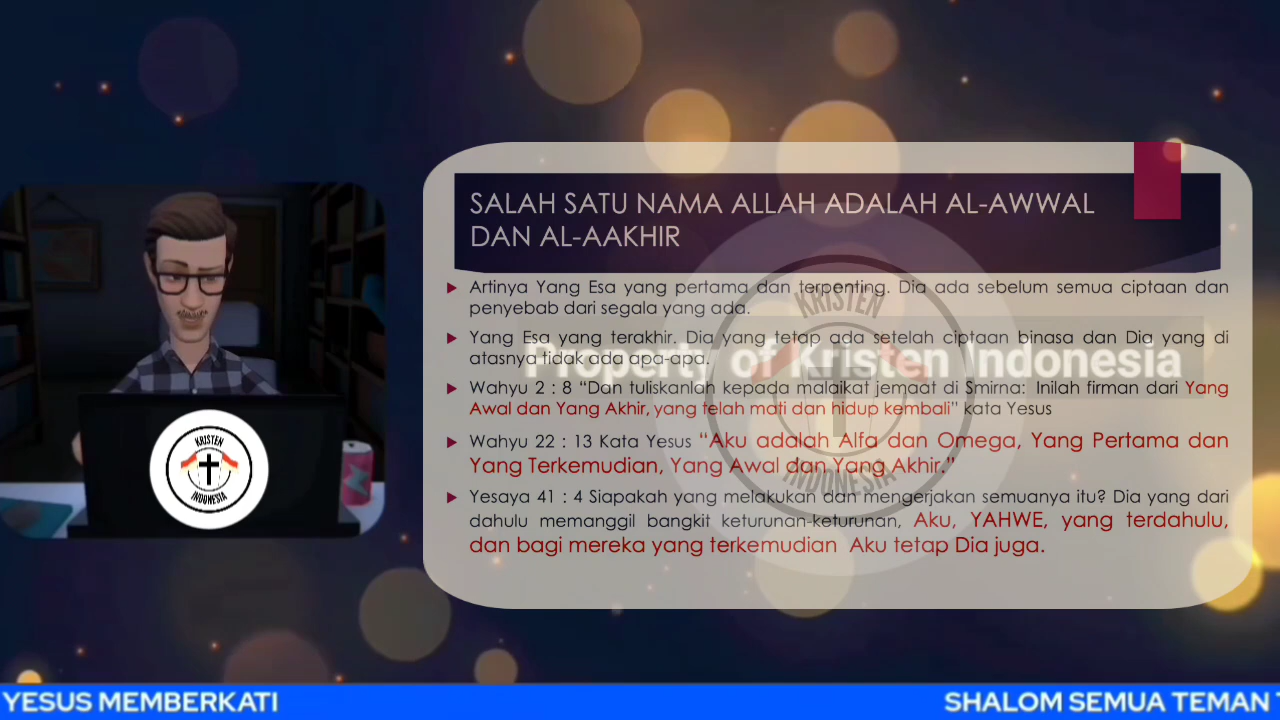 SALAH SATU NAMA ALLAH ADALAH AL-AWWAL
DAN AL-AAKHIR
Artinya Yang Esa yang pertama dan terpenting. Dia ada sebelum semua ciptaan dan
penyebab dari segala yang ada.
Yang Esa yang terakhir. Dia yang tetap ada setelah ciptaan binasa dan Dia yang di
atasnya tidak ada apa-apa.
Property of Kristen Indonesia
Wahyu 2 : 8 “Dan tuliskanlah kepada malaikat jemaat di Smirna: Inilah firman dari Yang
Awal dan Yang Akhir, yang telah mati dan hidup kembali” kata Yesus
Wahyu 22 : 13 Kata Yesus “Aku adalah Alfa dan Omega, Yang Pertama dan
Yang Terkemudian, Yang Awal dan Yang Akhir.”
Yesaya 41 : 4 Siapakah yang melakukan dan mengerjakan semuanya itu? Dia yang dari
dahulu memanggil bangkit keturunan-keturunan, Aku, YAHWE, yang terdahulu,
dan bagi mereka yang terkemudian Aku tetap Dia juga.
KRISTEN
INDONESIA
KRISTEN
INDONESIA
YESUS MEMBERKATI
SHALOM SEMUA TEMAN